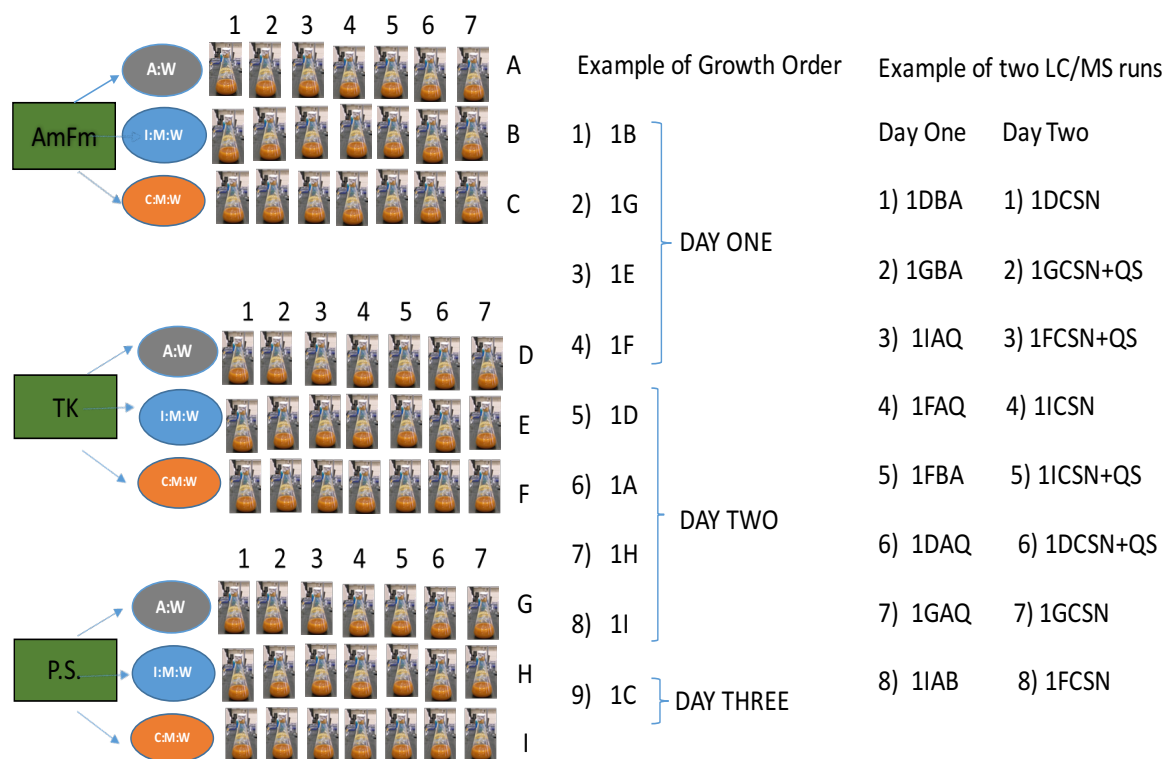 1 2 3 4 5 6 7
AmFm
A:W
A
I:M:W
B
C:M:W
C
1 2 3 4 5 6 7
TK
A:W
D
I:M:W
E
C:M:W
F
1 2 3 4 5 6 7
P.S.
A:W
G
I:M:W
H
C:M:W
I
Example of Growth Order
1) 1B
2) 1G
3) 1E
4) 1F
DAY ONE
5) 1D
6) 1A
7) 1H
8) 1I
DAY TWO
9) 1C
DAY THREE
Example of two LC/MS runs
Day One Day Two
1) 1DBA 1) 1DCSN
2) 1GBA 2) 1GCSN+QS
3) 1IAQ 3) 1FCSN+QS
4) 1FAQ 4) 1ICSN
5) 1FBA 5) 1ICSN+QS
6) 1DAQ 6) 1DCSN+QS
7) 1GAQ 7) 1GCSN
8) 1IAB 8) 1FCSN